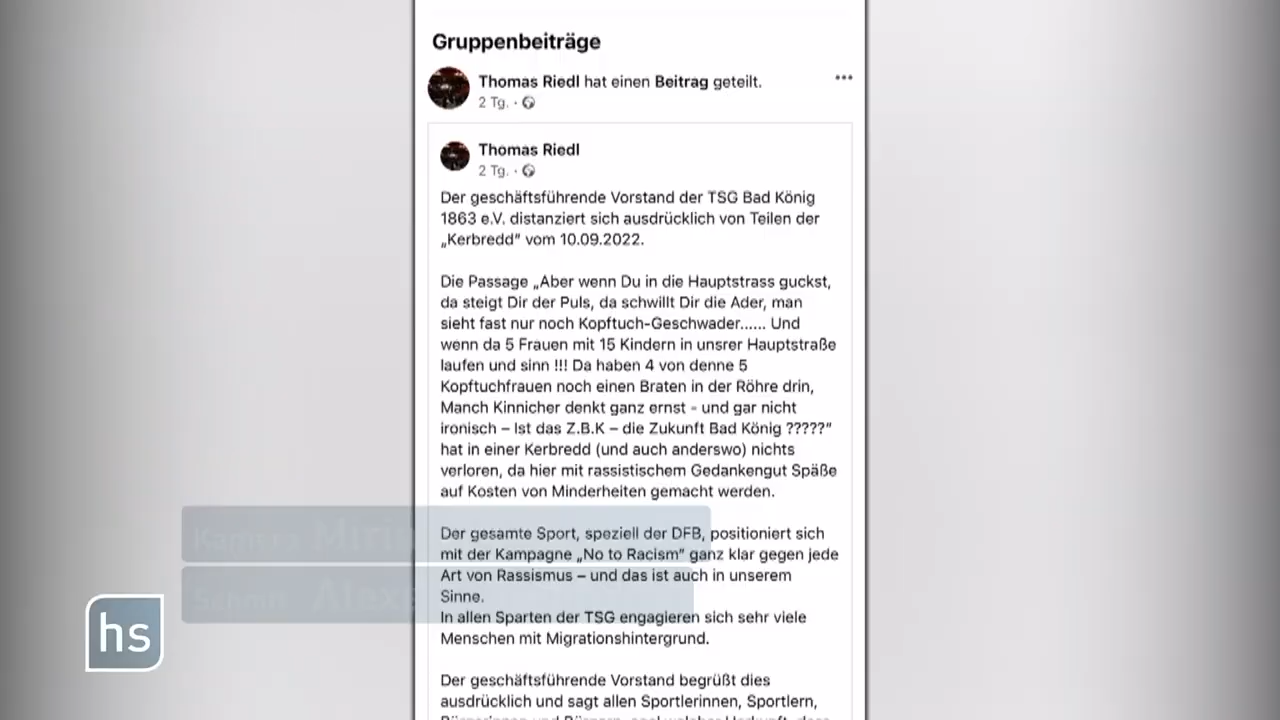 Gruppenbeiträge
Thomas Riedl hat einen Beitrag geteilt.
2 Tg. ·
Thomas Riedl
2 Tg. ·
Der geschäftsführende Vorstand der TSG Bad König
1863 e.V. distanziert sich ausdrücklich von Teilen der
„Kerbredd" vom 10.09.2022.
Die Passage „Aber wenn Du in die Hauptstrass guckst,
da steigt Dir der Puls, da schwillt Dir die Ader, man
sieht fast nur noch Kopftuch-Geschwader...... Und
wenn da 5 Frauen mit 15 Kindern in unsrer Hauptstraße
laufen und sinn !!! Da haben 4 von denne 5
Kopftuchfrauen noch einen Braten in der Röhre drin,
Manch Kinnicher denkt ganz ernst - und gar nicht
ironisch – Ist das Z.B.K – die Zukunft Bad König ?????"
hat in einer Kerbredd (und auch anderswo) nichts
verloren, da hier mit rassistischem Gedankengut Späße
auf Kosten von Minderheiten gemacht werden.
Der gesamte Sport, speziell der DFB, positioniert sich
mit der Kampagne „No to Racism" ganz klar gegen jede
Art von Rassismus – und das ist auch in unserem
Sinne.
In allen Sparten der TSG engagieren sich sehr viele
Menschen mit Migrationshintergrund.
Der geschäftsführende Vorstand begrüßt dies
ausdrücklich und sagt allen Sportlerinnen, Sportlern,
Kamera
Schnitt
hs